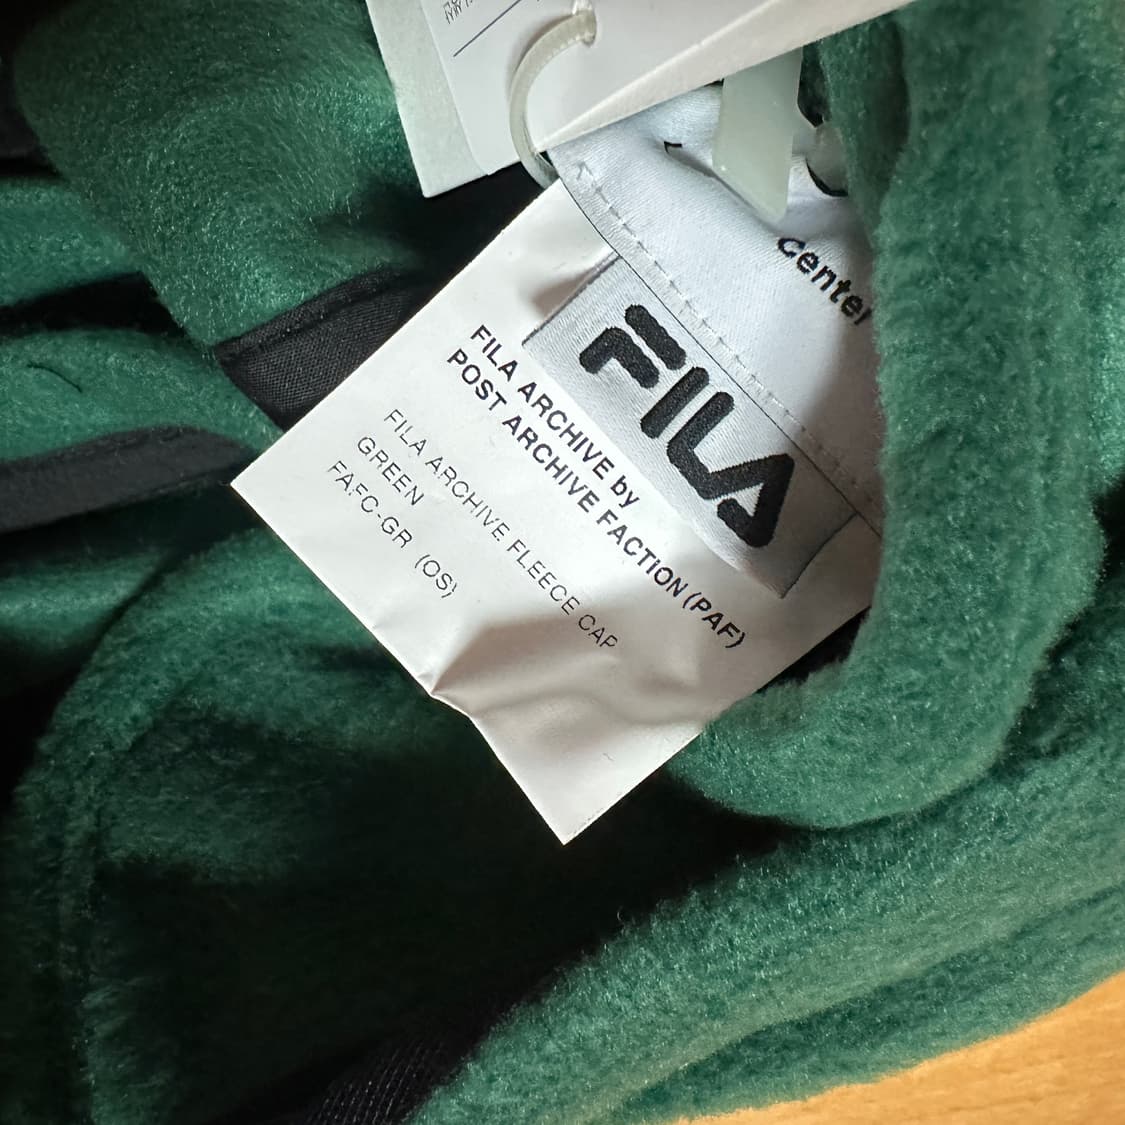 Center
FILA
FILA ARCHIVE by
POST ARCHIVE FACTION (PAF)
FILA ARCHIVE FLEECE CAP
GREEN
FAFC-GR (OS)